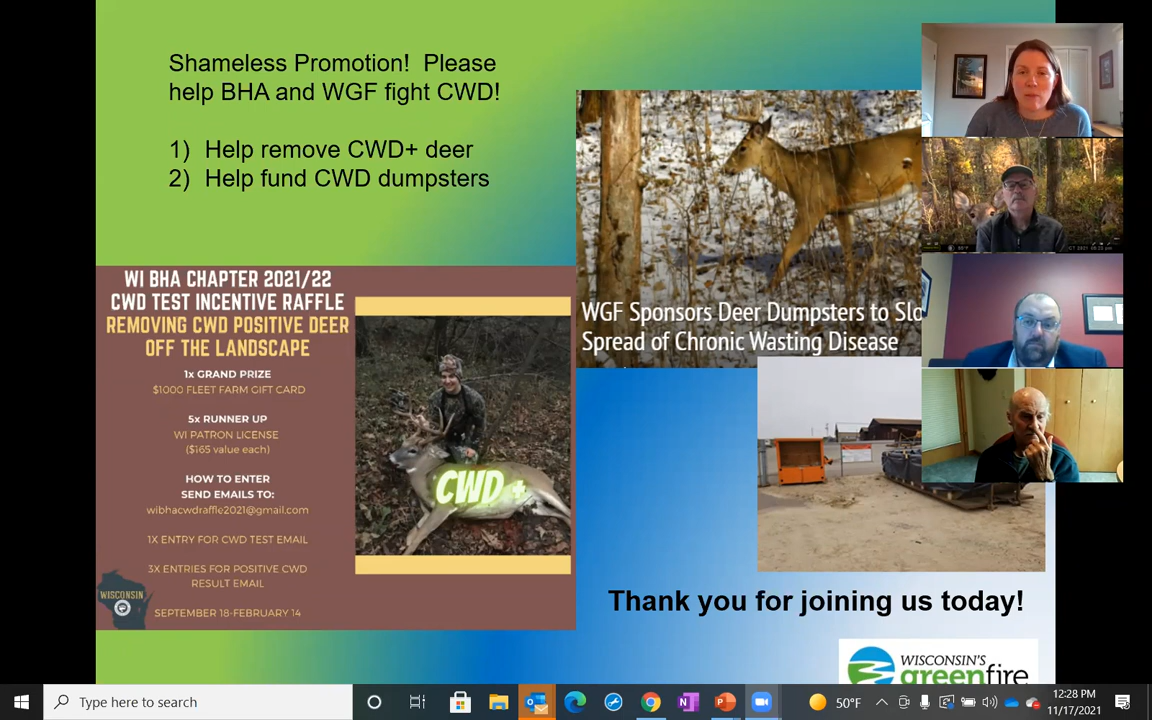 Shameless Promotion! Please
help BHA and WGF fight CWD!
1) Help remove CWD+ deer
2) Help fund CWD dumpsters
WI BHA CHAPTER 2021/22
CWD TEST INCENTIVE RAFFLE
REMOVING CWD POSITIVE DEER
OFF THE LANDSCAPE
1X GRAND PRIZE
$1000 FLEET FARM GIFT CARD
5X RUNNER UP
WI PATRON LICENSE
($165 value each)
HOW TO ENTER
SEND EMAILS TO:
wibhacwdraffle2021@gmail.com
1X ENTRY FOR CWD TEST EMAIL
3X ENTRIES FOR POSITIVE CWD
RESULT EMAIL
SEPTEMBER 18-FEBRUARY 14
WISCONSIN
CWD +
WGF Sponsors Deer Dumpsters to Slo
Spread of Chronic Wasting Disease
Thank you for joining us today!
WISCONSIN'S
greenfire
Type here to search
50°F
12:28 PM
11/17/2021